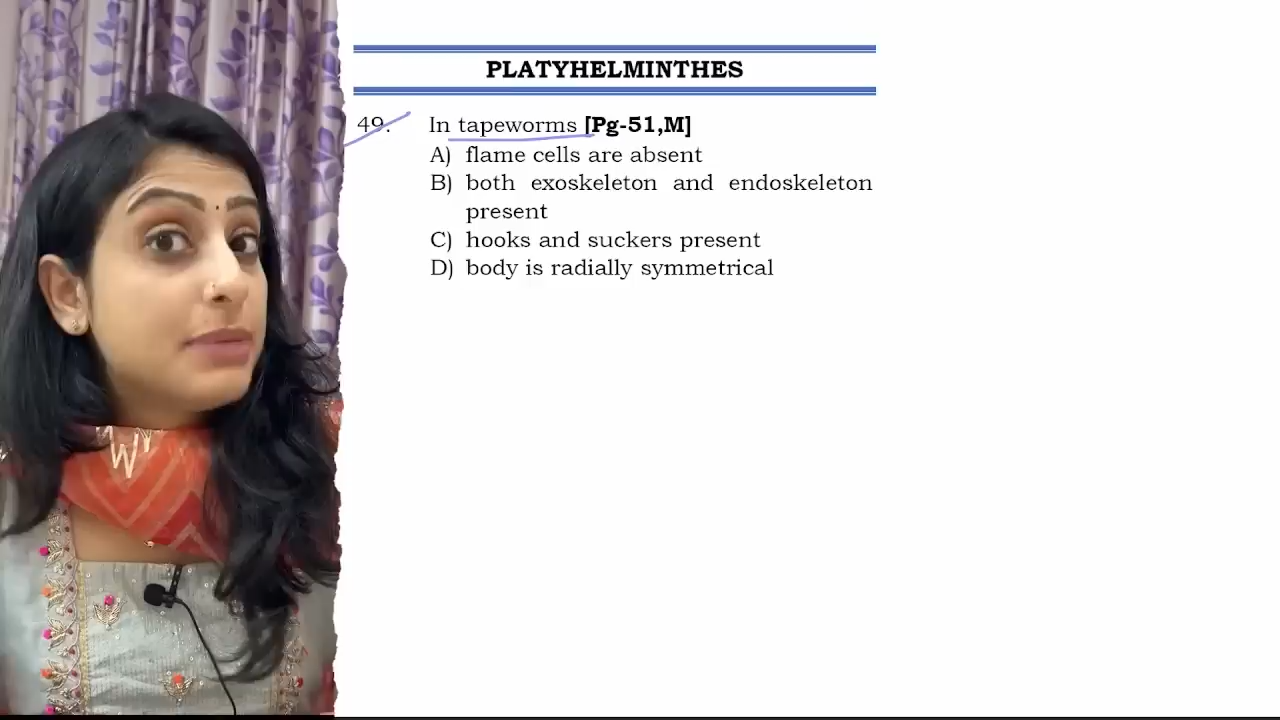 PLATYHELMINTHES
49. In tapeworms [Pg-51,M]
A) flame cells are absent
B) both exoskeleton and endoskeleton
present
C) hooks and suckers present
D) body is radially symmetrical